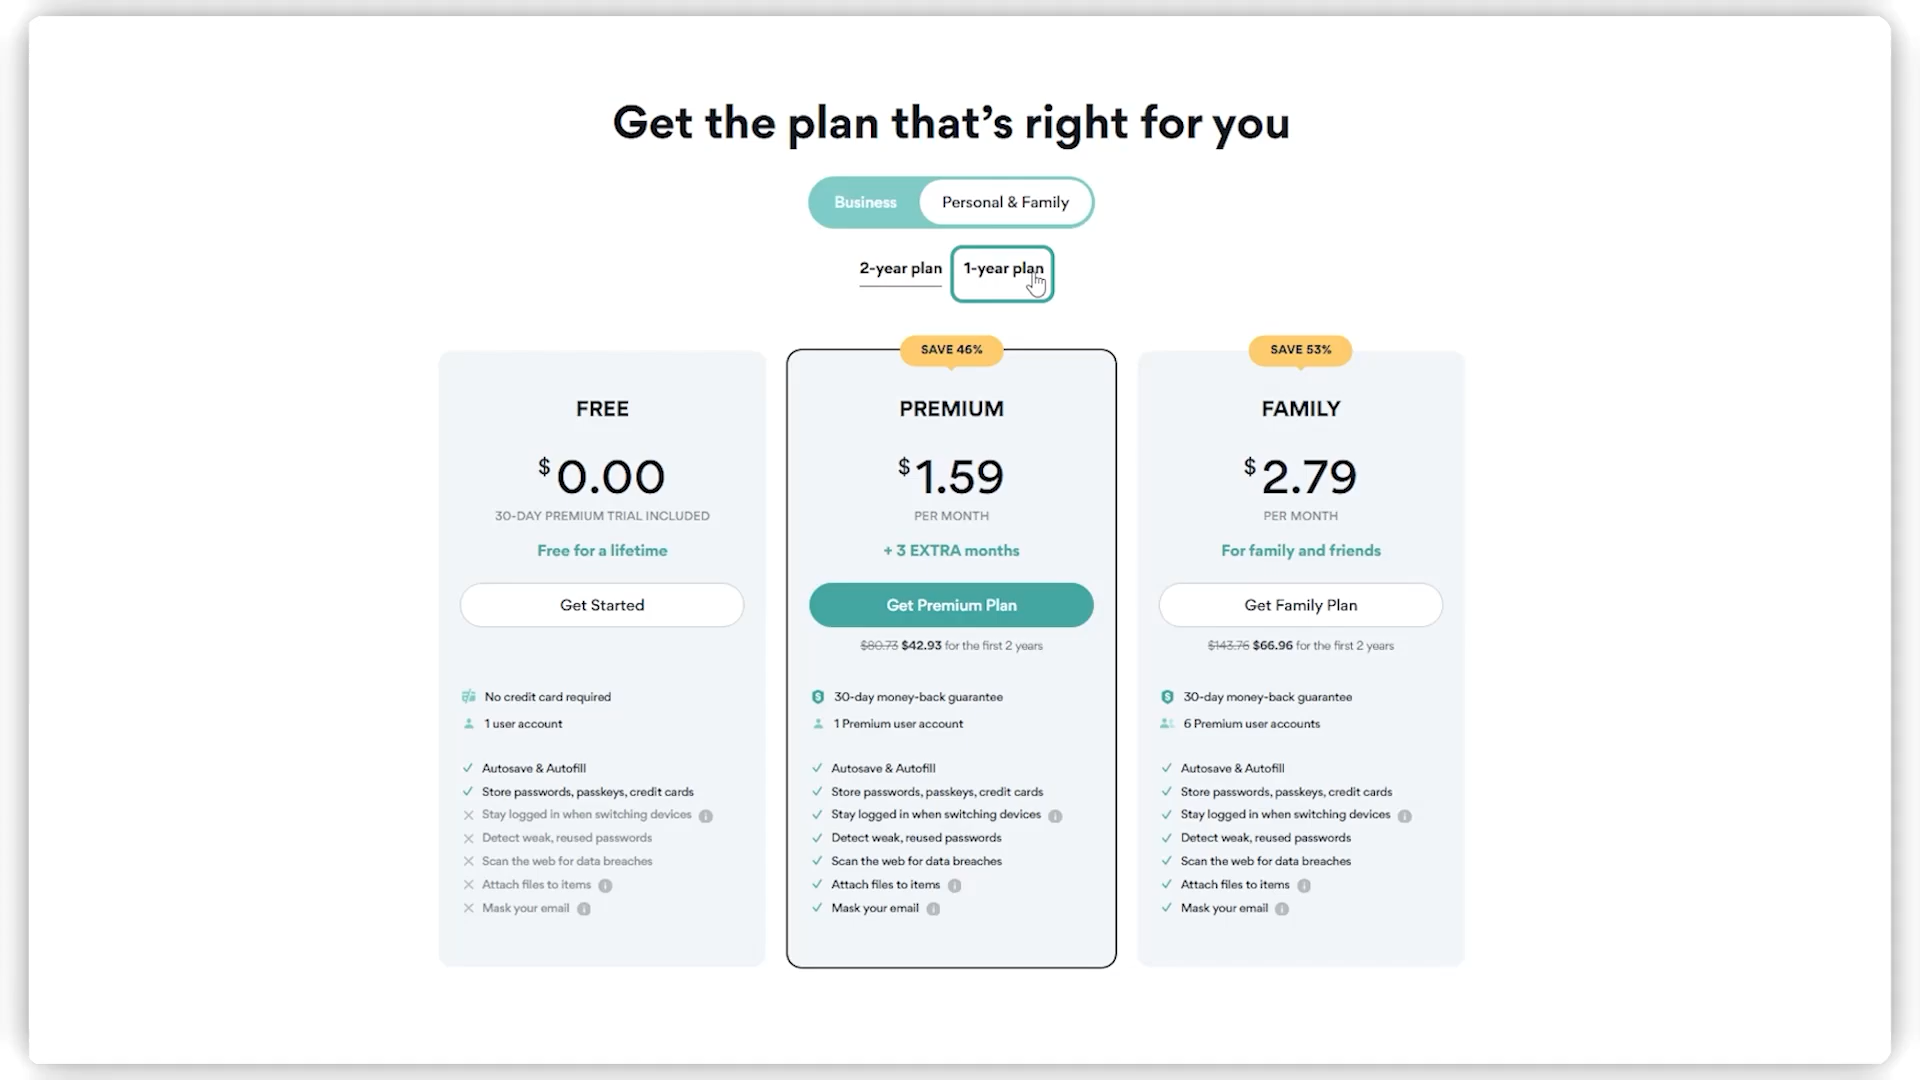 Get the plan that's right for you
Business Personal & Family
2-year plan 1-year plan
FREE
$0.00
30-DAY PREMIUM TRIAL INCLUDED
Free for a lifetime
Get Started
No credit card required
1 user account
Autosave & Autofill
Store passwords, passkeys, credit cards
Stay logged in when switching devices
Detect weak, reused passwords
Scan the web for data breaches
Attach files to items
Mask your email
SAVE 46%
PREMIUM
$1.59
PER MONTH
+ 3 EXTRA months
Get Premium Plan
$80.73 $42.93 for the first 2 years
30-day money-back guarantee
1 Premium user account
Autosave & Autofill
Store passwords, passkeys, credit cards
Stay logged in when switching devices
Detect weak, reused passwords
Scan the web for data breaches
Attach files to items
Mask your email
SAVE 53%
FAMILY
$2.79
PER MONTH
For family and friends
Get Family Plan
$143.76 $66.96 for the first 2 years
30-day money-back guarantee
6 Premium user accounts
Autosave & Autofill
Store passwords, passkeys, credit cards
Stay logged in when switching devices
Detect weak, reused passwords
Scan the web for data breaches
Attach files to items
Mask your email